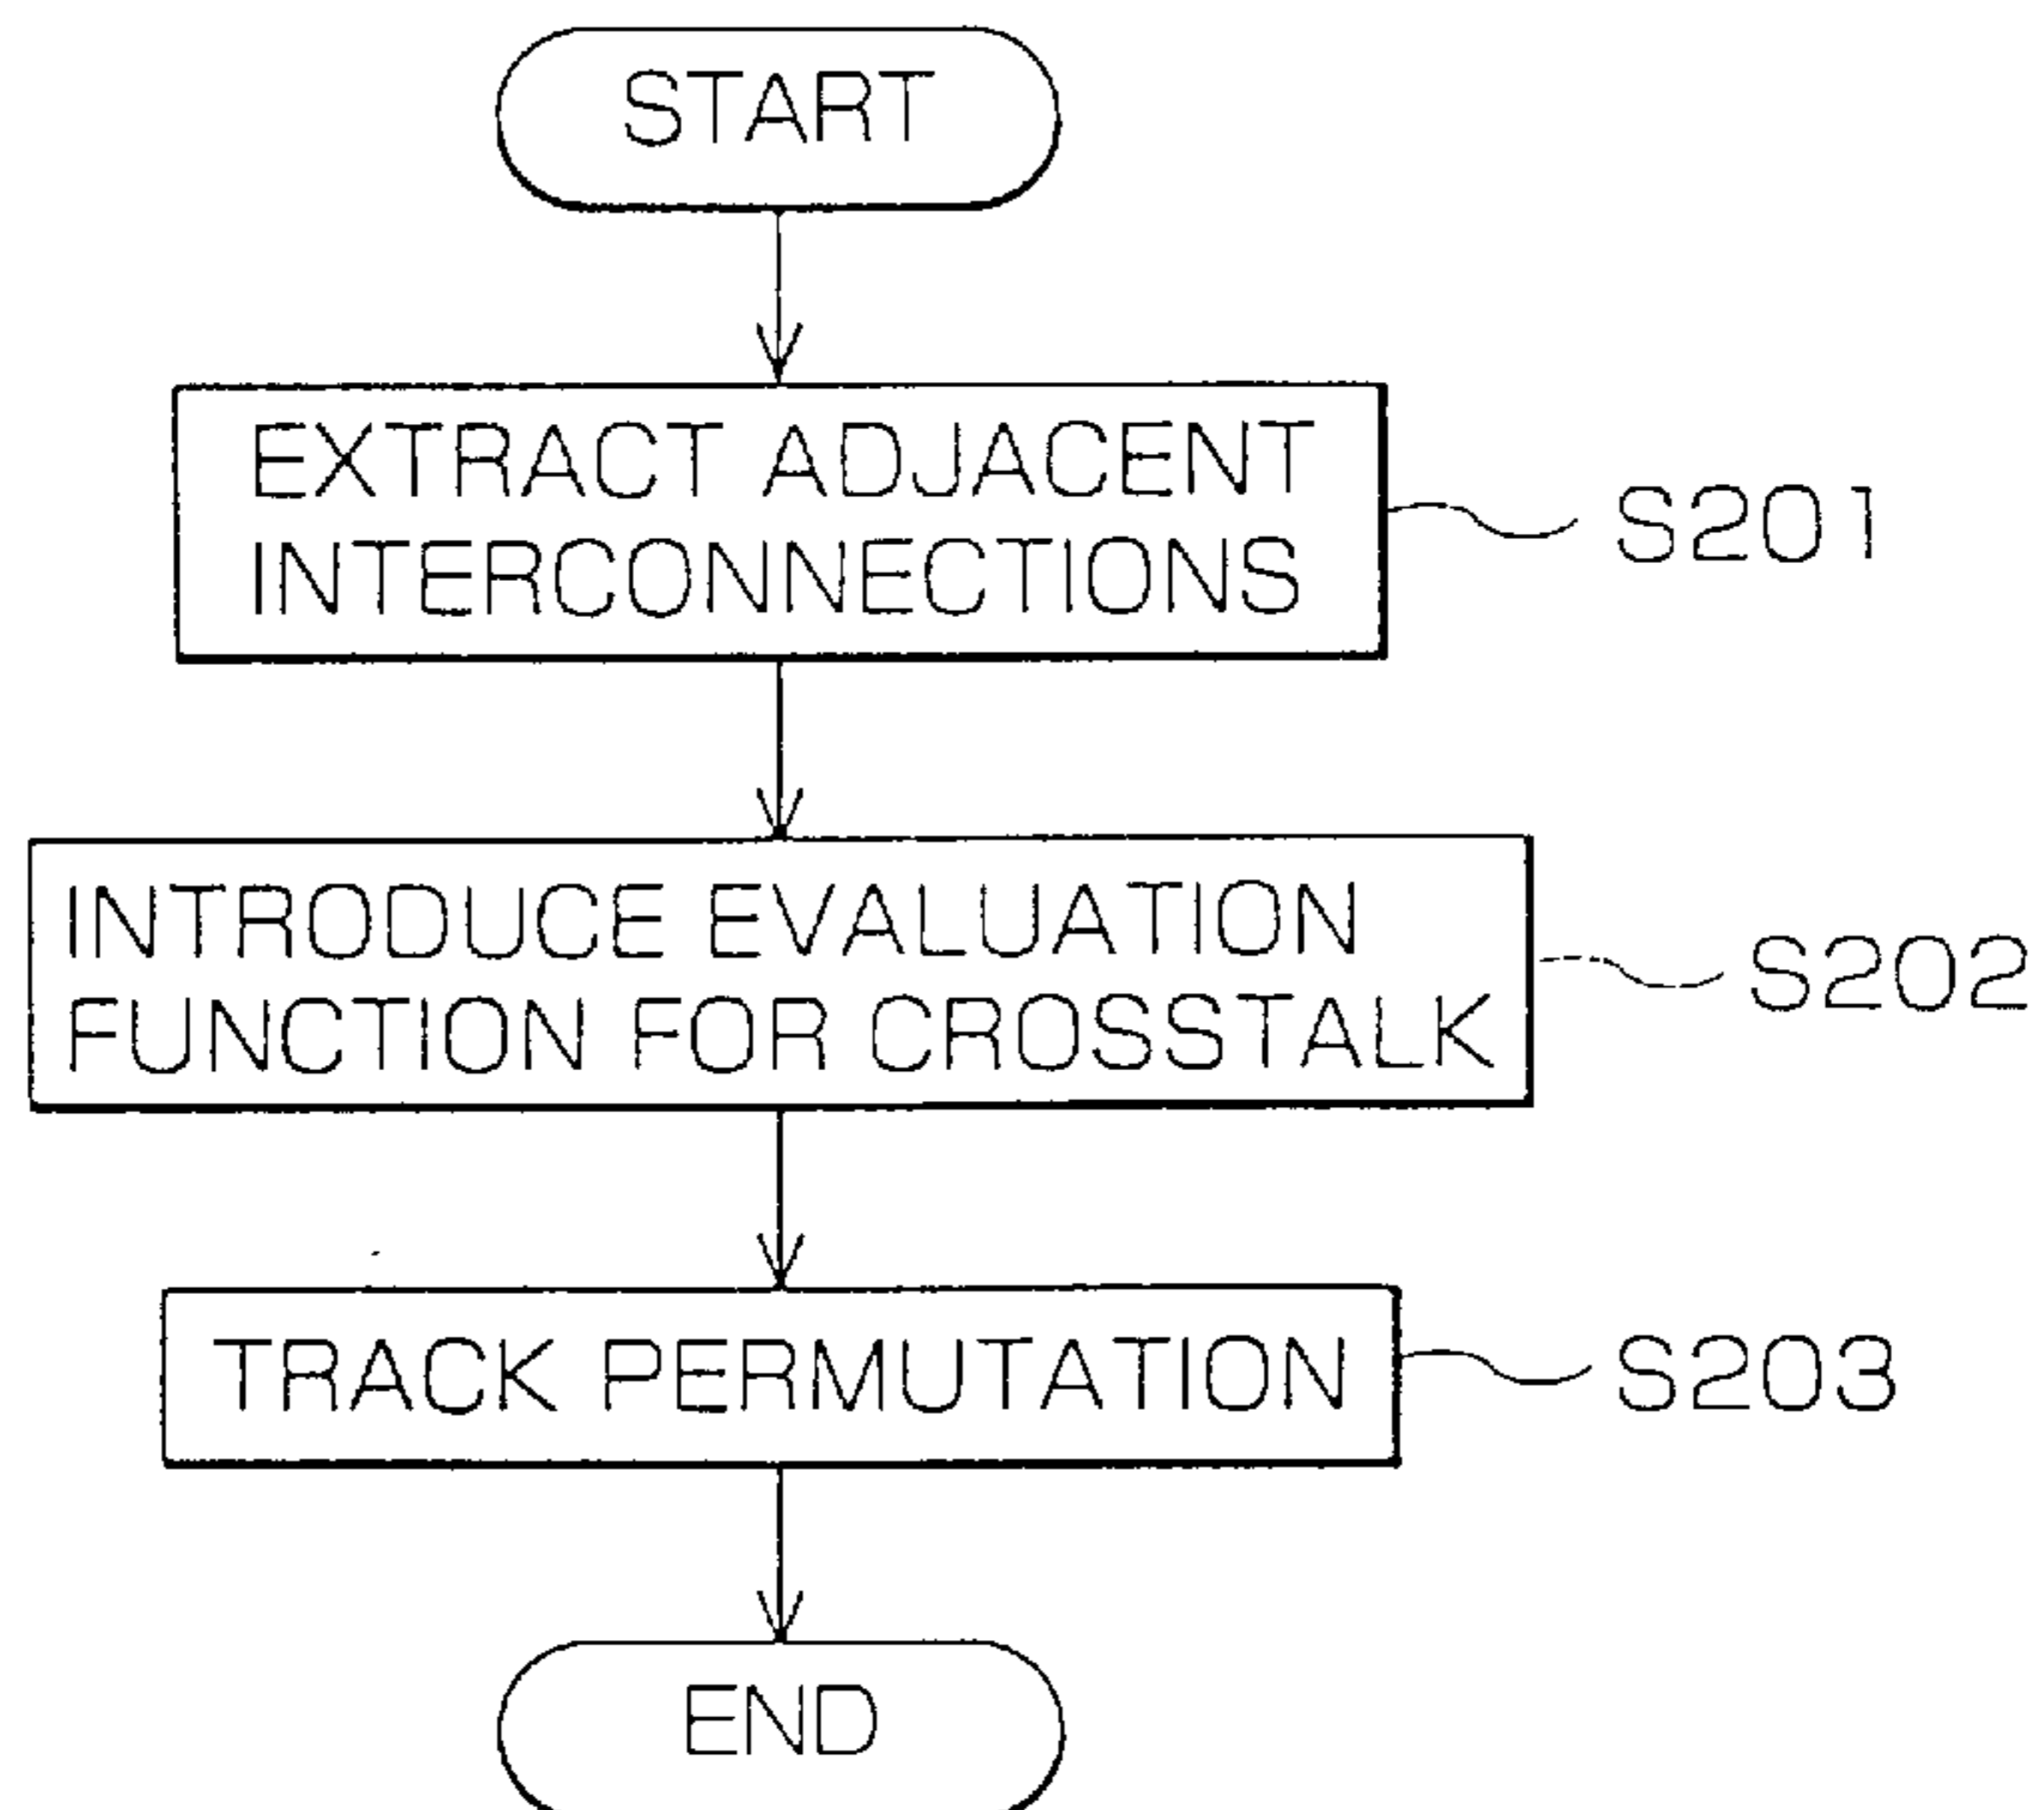 START
EXTRACT ADJACENT
INTERCONNECTIONS
S201
INTRODUCE EVALUATION
FUNCTION FOR CROSSTALK
S202
TRACK PERMUTATION
S203
END